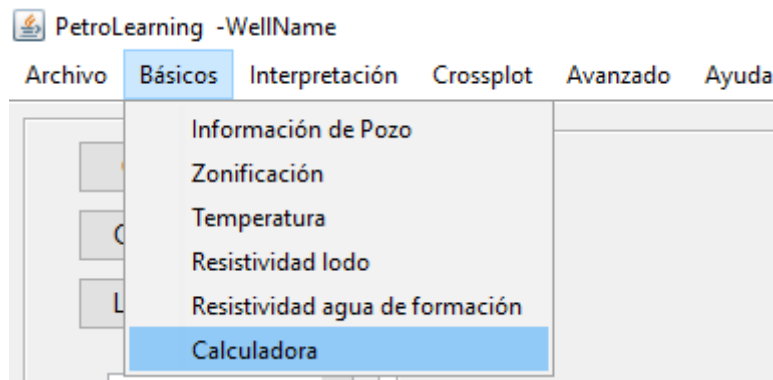 PetroLearning -WellName
Archivo Básicos Interpretación Crossplot Avanzado Ayuda
Información de Pozo
Zonificación
Temperatura
Resistividad lodo
Resistividad agua de formación
Calculadora